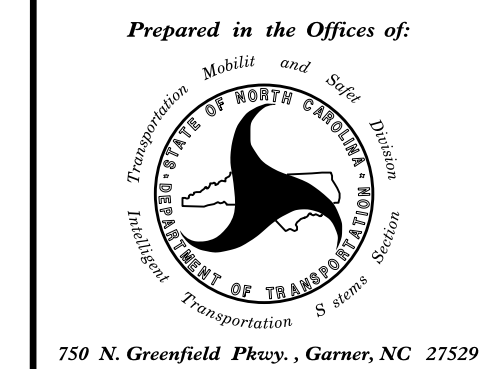 Prepared in the Offices of:
Transportation Mobilit and Safet Division
STATE OF NORTH CAROLINA
DEPARTMENT OF TRANSPORTATION
Intelligent Transportation S stems Section
750 N. Greenfield Pkwy. , Garner, NC 27529